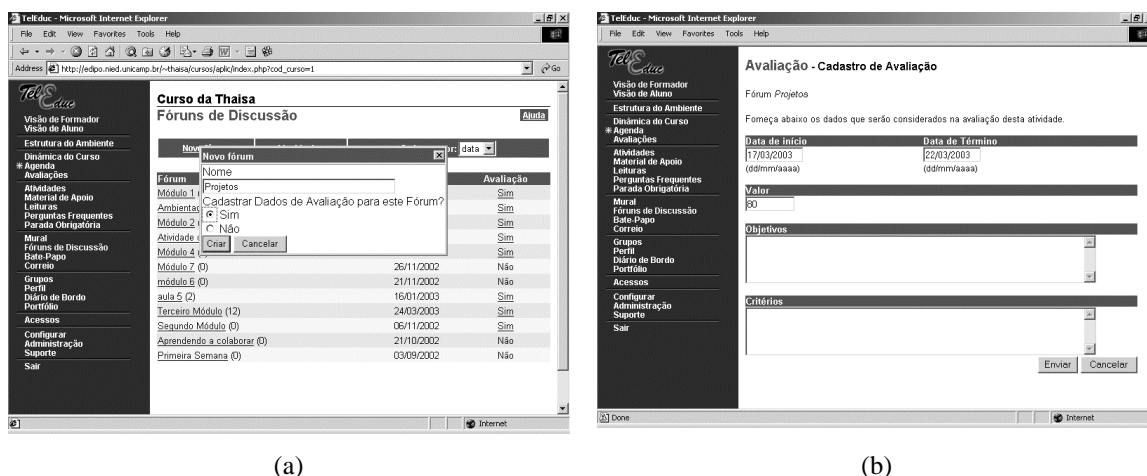 TelEduc - Microsoft Internet Explorer
File Edit View Favorites Tools Help
Address http://edipo.nied.unicamp.br/~thaisa/cursos/aplic/index.php?cod_curso=1 Go
TelEduc
Visão de Formador
Visão de Aluno
Estrutura do Ambiente
Dinâmica do Curso
Agenda
Avaliações
Atividades
Material de Apoio
Leituras
Perguntas Frequentes
Parada Obrigatória
Mural
Fóruns de Discussão
Bate-Papo
Correio
Grupos
Perfil
Diário de Bordo
Portfólio
Acessos
Configurar
Administração
Suporte
Sair
Curso da Thaisa
Fóruns de Discussão Ajuda
data
Novo fórum
Nome
Projetos
Cadastrar Dados de Avaliação para este Fórum?
Sim
Não
Criar Cancelar
Fórum Avaliação
Módulo 1 Sim
Sim
Módulo 2 Sim
Atividade Sim
Módulo 4 Sim
Módulo 7 (0) 26/11/2002 Não
módulo 6 (0) 21/11/2002 Não
aula 5 (2) 16/01/2003 Sim
Terceiro Módulo (12) 24/03/2003 Sim
Segundo Módulo (0) 06/11/2002 Sim
Aprendendo a colaborar (0) 21/10/2002 Não
Primeira Semana (0) 03/09/2002 Não
Internet
(a)
TelEduc - Microsoft Internet Explorer
File Edit View Favorites Tools Help
TelEduc
Visão de Formador
Visão de Aluno
Estrutura do Ambiente
Dinâmica do Curso
Agenda
Avaliações
Atividades
Material de Apoio
Leituras
Perguntas Frequentes
Parada Obrigatória
Mural
Fóruns de Discussão
Bate-Papo
Correio
Grupos
Perfil
Diário de Bordo
Portfólio
Acessos
Configurar
Administração
Suporte
Sair
Avaliação - Cadastro de Avaliação
Fórum Projetos
Forneça abaixo os dados que serão considerados na avaliação desta atividade.
Data de início Data de Término
17/03/2003 22/03/2003
(dd/mm/aaaa) (dd/mm/aaaa)
Valor
80
Objetivos
Critérios
Enviar Cancelar
Done Internet
(b)